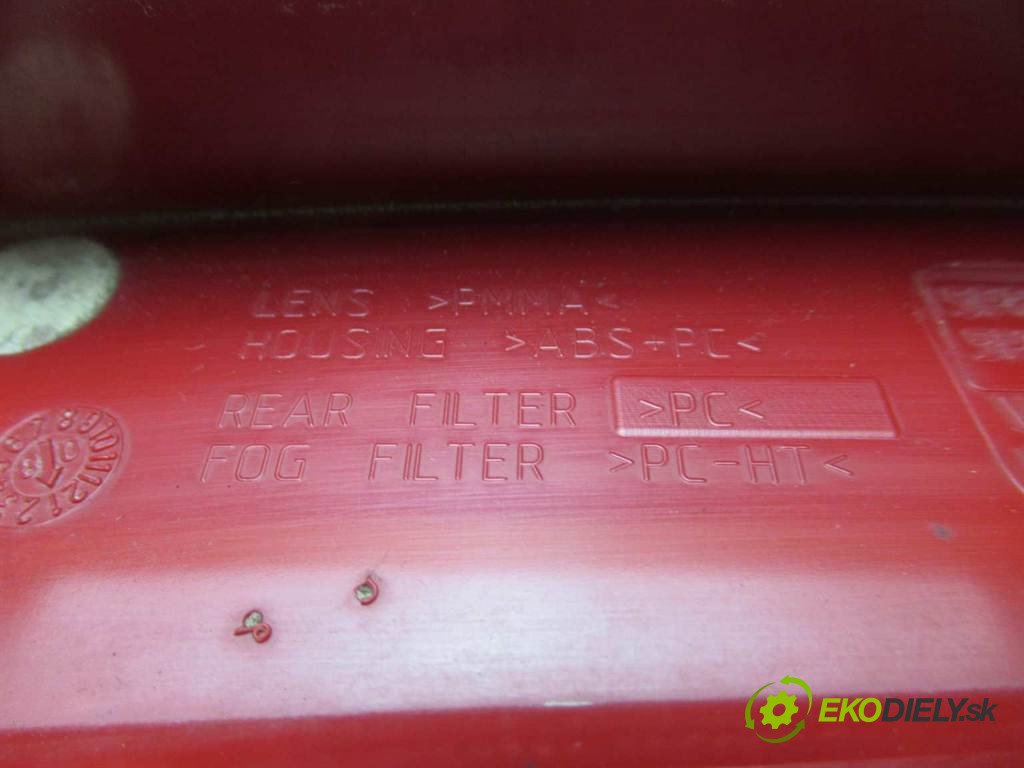 LENS >PMMA<
HOUSING >ABS+PC<
REAR FILTER >PC<
FOG FILTER >PC-HT<
EKODIELY.sk